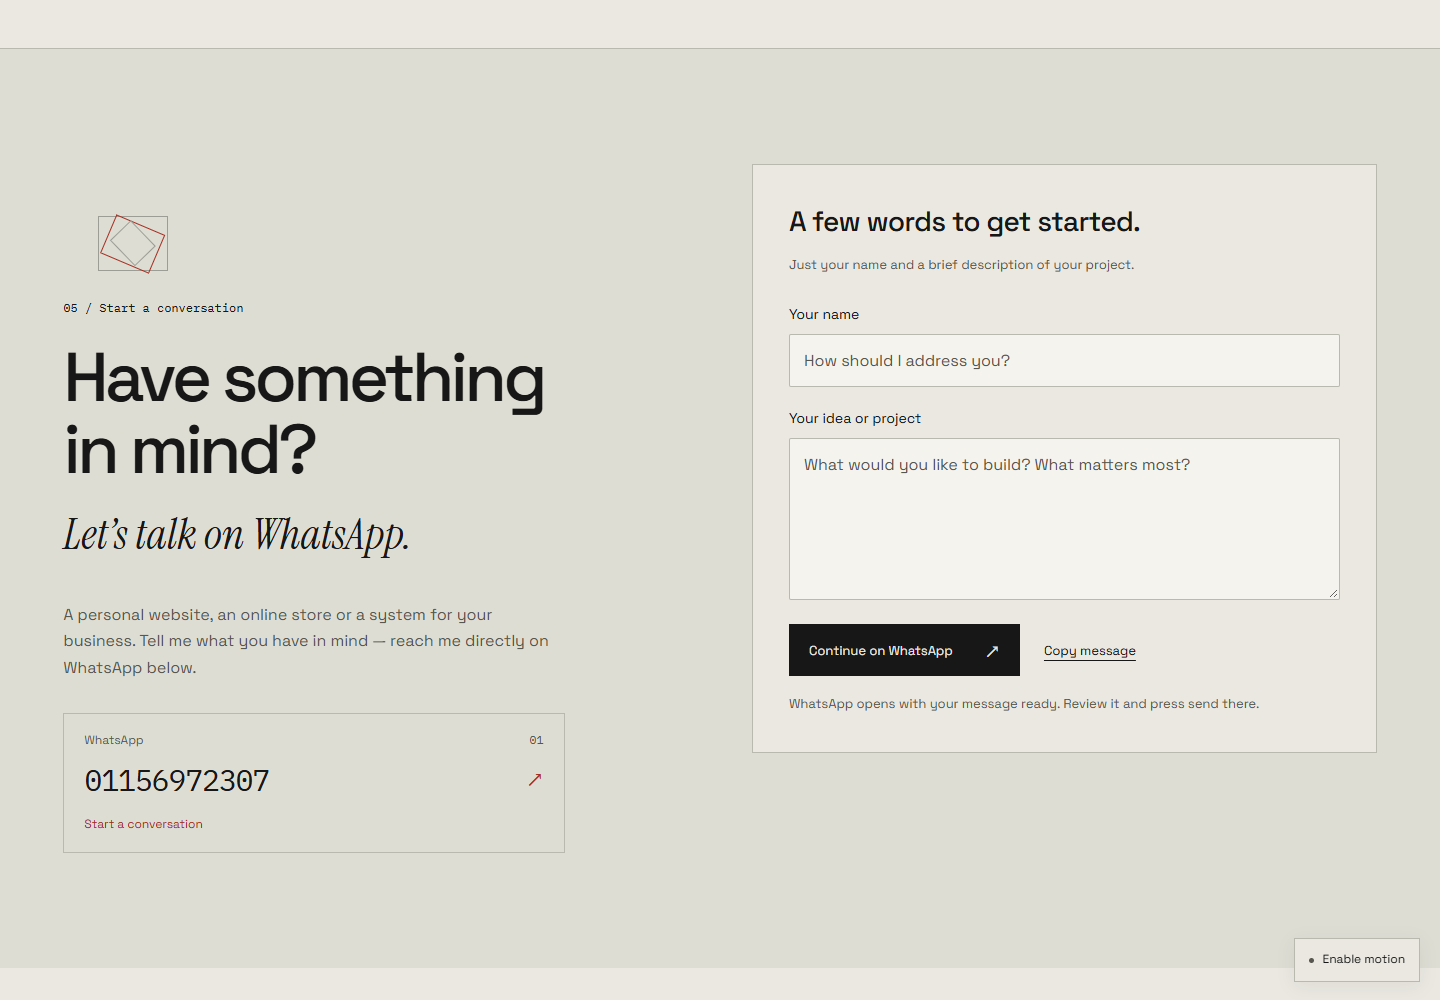 05 / Start a conversation
Have something
in mind?
Let’s talk on WhatsApp.
A personal website, an online store or a system for your
business. Tell me what you have in mind — reach me directly on
WhatsApp below.
WhatsApp 01
01156972307 ↗
Start a conversation
A few words to get started.
Just your name and a brief description of your project.
Your name
How should I address you?
Your idea or project
What would you like to build? What matters most?
Continue on WhatsApp ↗ Copy message
WhatsApp opens with your message ready. Review it and press send there.
Enable motion